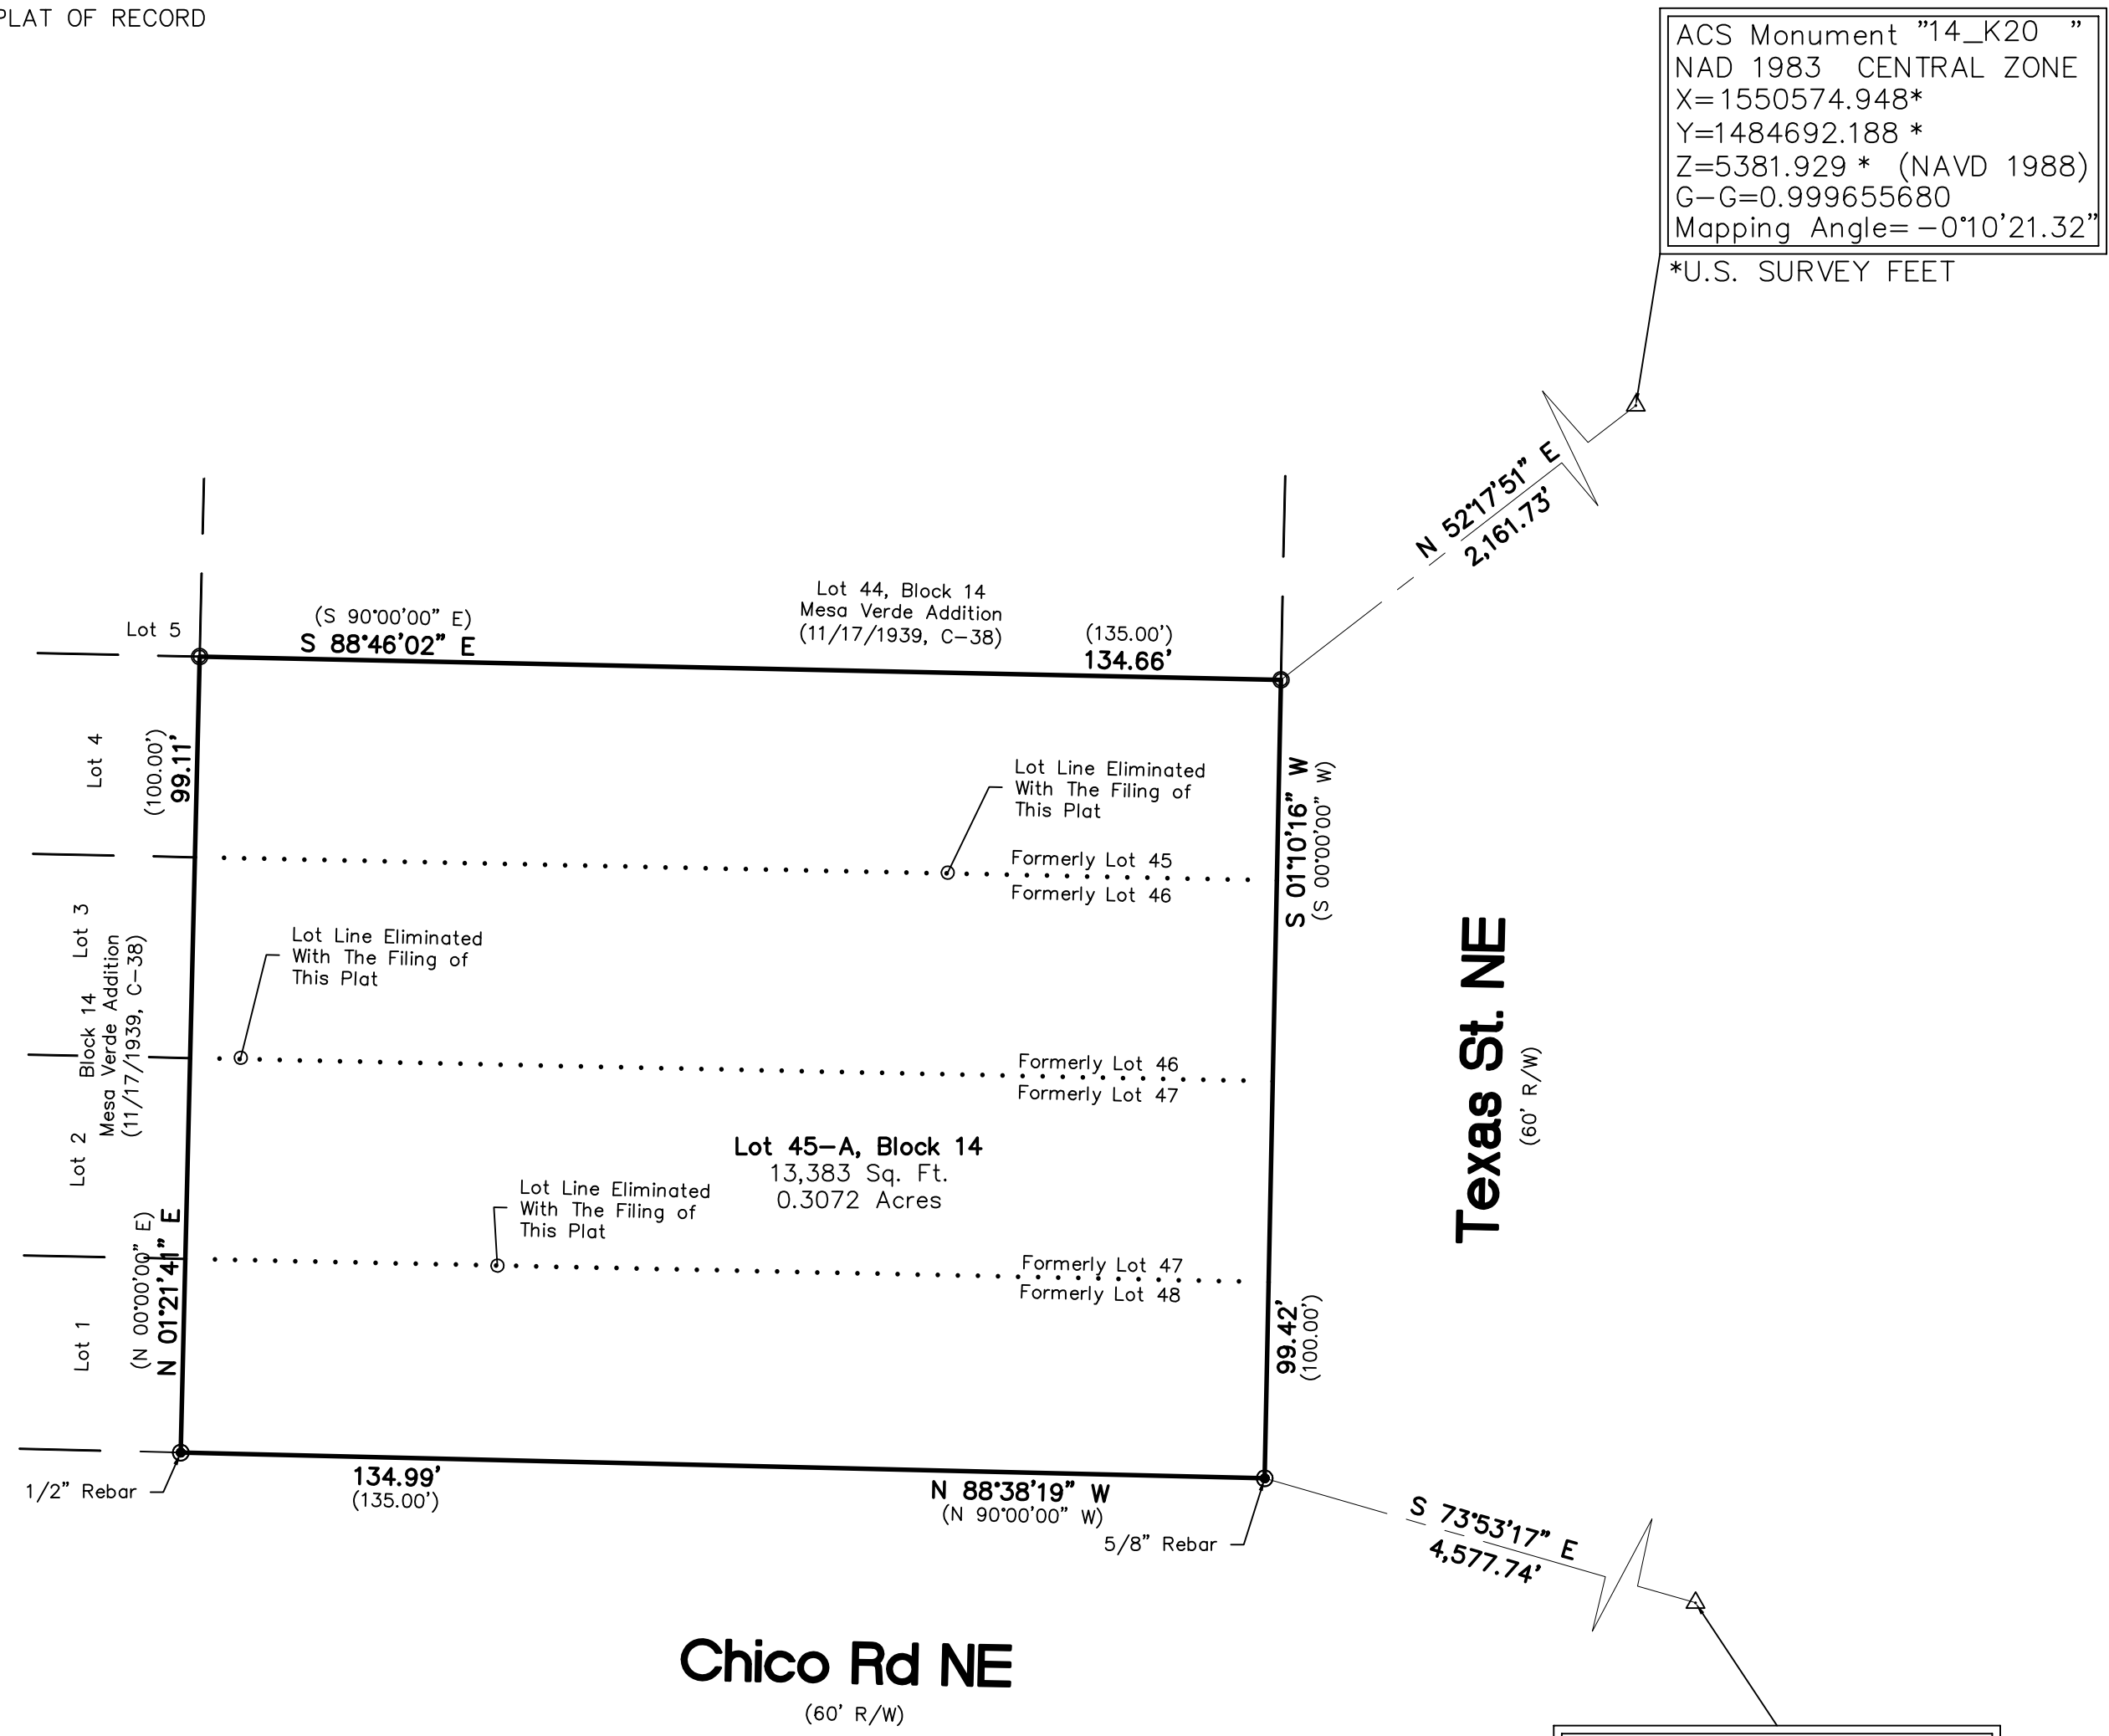 PLAT OF RECORD
ACS Monument "14_K20 "
NAD 1983 CENTRAL ZONE
X=1550574.948*
Y=1484692.188 *
Z=5381.929 * (NAVD 1988)
G-G=0.999655680
Mapping Angle= -0°10'21.32"
*U.S. SURVEY FEET
N 52°17'51" E
2,161.73'
Lot 44, Block 14
Mesa Verde Addition
(11/17/1939, C-38)
Lot 5
(S 90°00'00" E)
S 88°46'02" E
(135.00')
134.66'
Lot 4
(100.00')
99.11'
Lot Line Eliminated
With The Filing of
This Plat
Formerly Lot 45
Formerly Lot 46
S 01°10'16" W
(S 00°00'00" W)
Lot 3
Block 14
Mesa Verde Addition
(11/17/1939, C-38)
Lot Line Eliminated
With The Filing of
This Plat
Formerly Lot 46
Formerly Lot 47
Texas St. NE
(60' R/W)
Lot 2
Lot 45-A, Block 14
13,383 Sq. Ft.
0.3072 Acres
Lot Line Eliminated
With The Filing of
This Plat
Formerly Lot 47
Formerly Lot 48
(N 00°00'00" E)
N 01°21'41" E
Lot 1
99.42'
(100.00')
1/2" Rebar
134.99'
(135.00')
N 88°38'19" W
(N 90°00'00" W)
5/8" Rebar
S 73°53'17" E
4,577.74'
Chico Rd NE
(60' R/W)